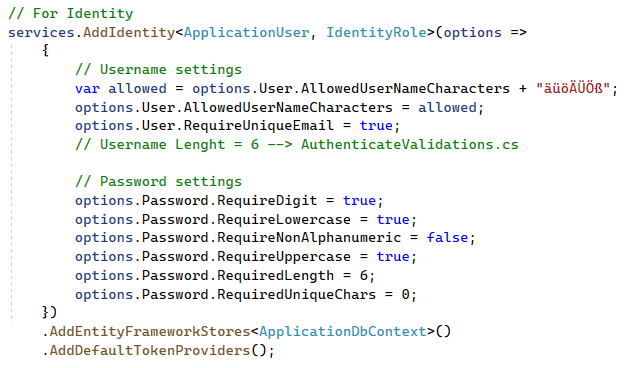 // For Identity
services.AddIdentity<ApplicationUser, IdentityRole>(options =>
{
// Username settings
var allowed = options.User.AllowedUserNameCharacters + "äüöÄÜÖß";
options.User.AllowedUserNameCharacters = allowed;
options.User.RequireUniqueEmail = true;
// Username Lenght = 6 --> AuthenticateValidations.cs
// Password settings
options.Password.RequireDigit = true;
options.Password.RequireLowercase = true;
options.Password.RequireNonAlphanumeric = false;
options.Password.RequireUppercase = true;
options.Password.RequiredLength = 6;
options.Password.RequiredUniqueChars = 0;
})
.AddEntityFrameworkStores<ApplicationDbContext>()
.AddDefaultTokenProviders();